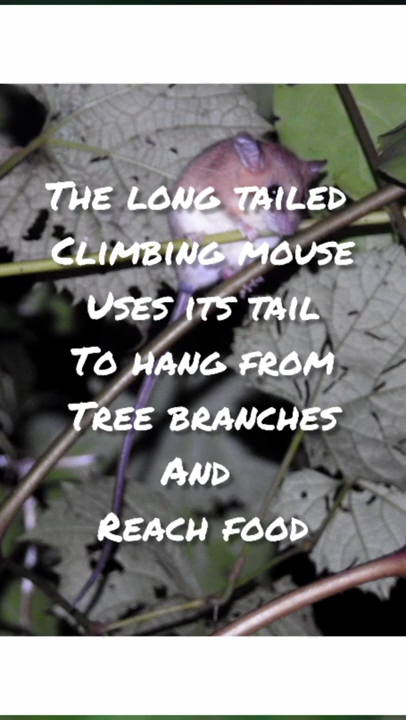 The long tailed
Climbing mouse
Uses its tail
To hang from
Tree branches
And
Reach food